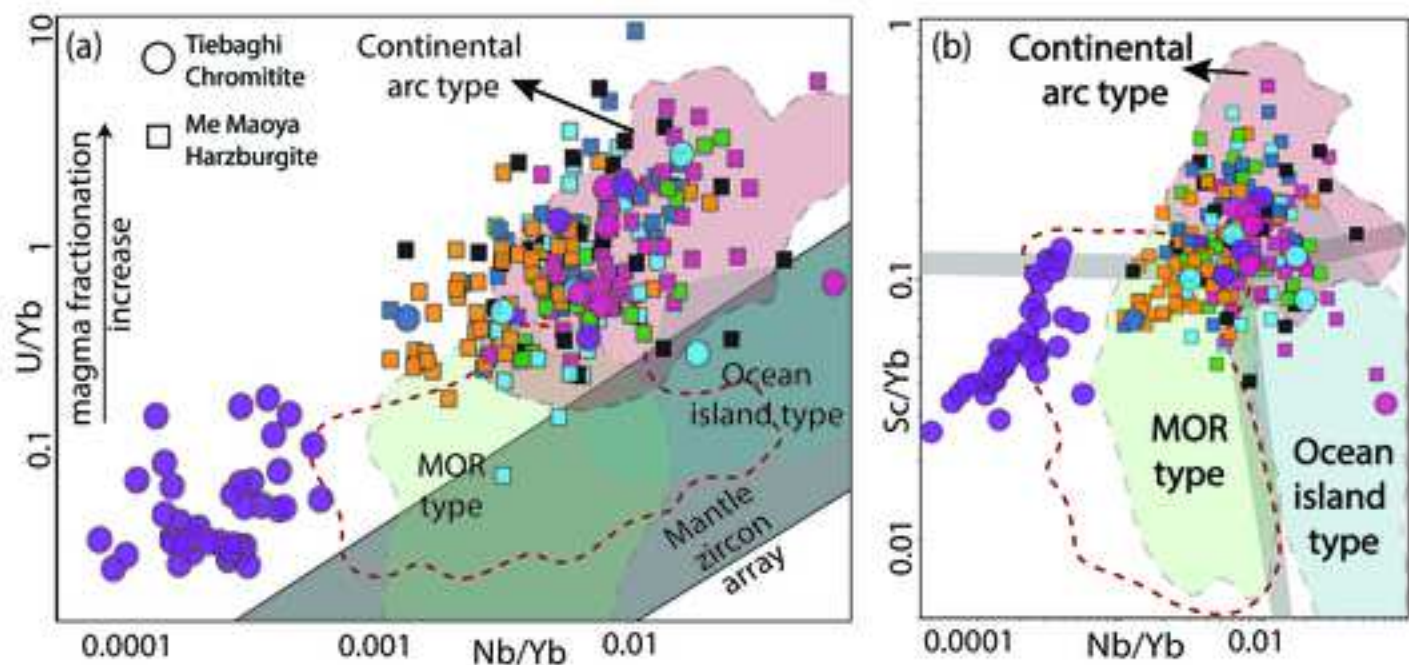 10
(a)
Tiebaghi
Chromitite
Me Maoya
Harzburgite
Continental
arc type
magma fractionation
increase
U/Yb
1
0.1
MOR
type
Ocean
island type
Mantle
zircon
array
0.0001
0.001
Nb/Yb
0.01
1
(b)
Continental
arc type
0.1
Sc/Yb
0.01
MOR
type
Ocean
island
type
0.0001
Nb/Yb
0.01